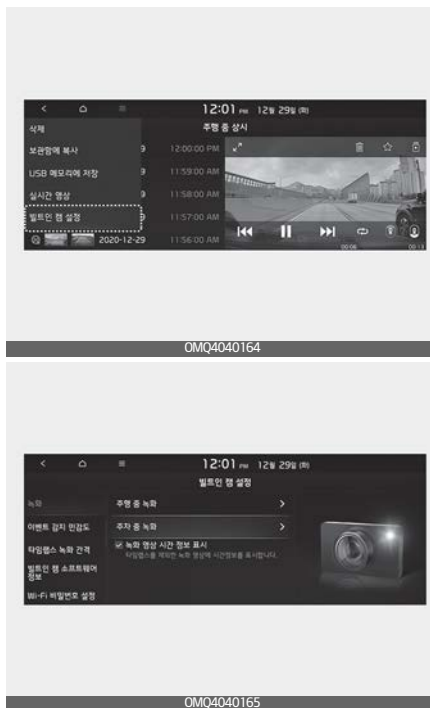 12:01 PM 12월 29일 (화)
삭제
주행 중 상시
보관함에 복사
9 12:00:00 PM
USB 메모리에 저장
9 11:59:00 AM
실시간 영상
9 11:58:00 AM
빌트인 캠 설정
9 11:57:00 AM
2020-12-29 11:56:00 AM
00:06 00:13
OMQ4040164
12:01 PM 12월 29일 (화)
빌트인 캠 설정
녹화
주행 중 녹화
이벤트 감지 민감도
주차 중 녹화
타임랩스 녹화 간격
녹화 영상 시간 정보 표시
타임랩스를 제외한 녹화 영상에 시간정보를 표시합니다.
빌트인 캠 소프트웨어
정보
Wi-Fi 비밀번호 설정
OMQ4040165